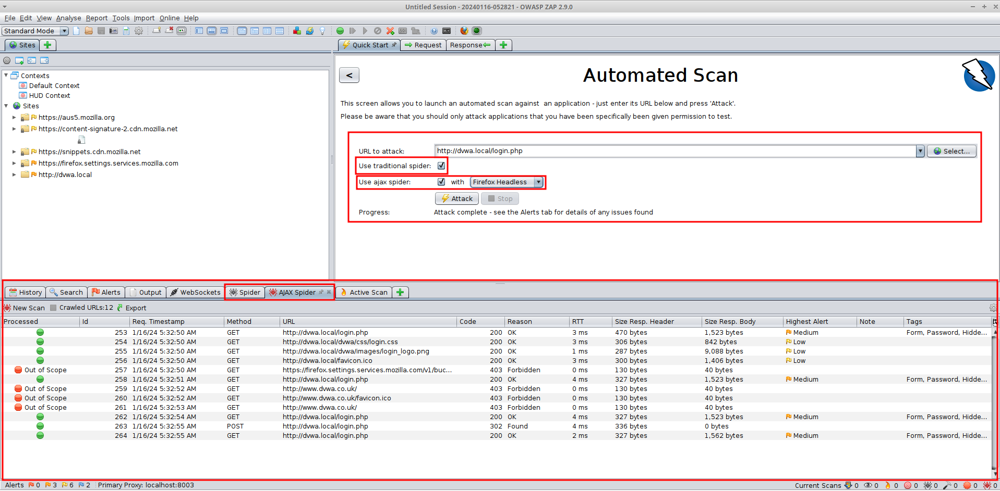 Untitled Session - 20240116-052821 - OWASP ZAP 2.9.0
File Edit View Analyse Report Tools Import Online Help
Standard Mode
Sites
Quick Start Request Response
Contexts
Default Context
HUD Context
Sites
https://aus5.mozilla.org
https://content-signature-2.cdn.mozilla.net
https://snippets.cdn.mozilla.net
https://firefox.settings.services.mozilla.com
http://dvwa.local
<
Automated Scan
This screen allows you to launch an automated scan against  an application - just enter its URL below and press 'Attack'.
Please be aware that you should only attack applications that you have been specifically been given permission to test.
URL to attack: http://dvwa.local/login.php Select...
Use traditional spider:
Use ajax spider: with Firefox Headless
Attack Stop
Progress: Attack complete - see the Alerts tab for details of any issues found
History Search Alerts Output WebSockets Spider AJAX Spider Active Scan
New Scan Crawled URLs:12 Export
Processed Id Req. Timestamp Method URL Code Reason RTT Size Resp. Header Size Resp. Body Highest Alert Note Tags
253 1/16/24 5:32:50 AM GET http://dvwa.local/login.php 200 OK 3 ms 470 bytes 1,523 bytes Medium Form, Password, Hidde...
254 1/16/24 5:32:50 AM GET http://dvwa.local/dvwa/css/login.css 200 OK 3 ms 306 bytes 842 bytes Low
255 1/16/24 5:32:50 AM GET http://dvwa.local/dvwa/images/login_logo.png 200 OK 1 ms 287 bytes 9,088 bytes Low
256 1/16/24 5:32:50 AM GET http://dvwa.local/favicon.ico 200 OK 3 ms 300 bytes 1,406 bytes Low
Out of Scope 257 1/16/24 5:32:50 AM GET https://firefox.settings.services.mozilla.com/v1/buc... 403 Forbidden 0 ms 130 bytes 40 bytes
258 1/16/24 5:32:51 AM GET http://dvwa.local/login.php 200 OK 4 ms 327 bytes 1,523 bytes Medium Form, Password, Hidde...
Out of Scope 259 1/16/24 5:32:52 AM GET http://www.dvwa.co.uk/ 403 Forbidden 0 ms 130 bytes 40 bytes
Out of Scope 260 1/16/24 5:32:52 AM GET http://www.dvwa.co.uk/favicon.ico 403 Forbidden 0 ms 130 bytes 40 bytes
Out of Scope 261 1/16/24 5:32:53 AM GET http://www.dvwa.co.uk/ 403 Forbidden 0 ms 130 bytes 40 bytes
262 1/16/24 5:32:54 AM GET http://dvwa.local/login.php 200 OK 4 ms 327 bytes 1,523 bytes Medium Form, Password, Hidde...
263 1/16/24 5:32:55 AM POST http://dvwa.local/login.php 302 Found 4 ms 336 bytes 0 bytes
264 1/16/24 5:32:55 AM GET http://dvwa.local/login.php 200 OK 2 ms 327 bytes 1,562 bytes Medium Form, Password, Hidde...
Alerts 0 3 6 2 Primary Proxy: localhost:8003 Current Scans 0 0 0 0 0 0 0 0